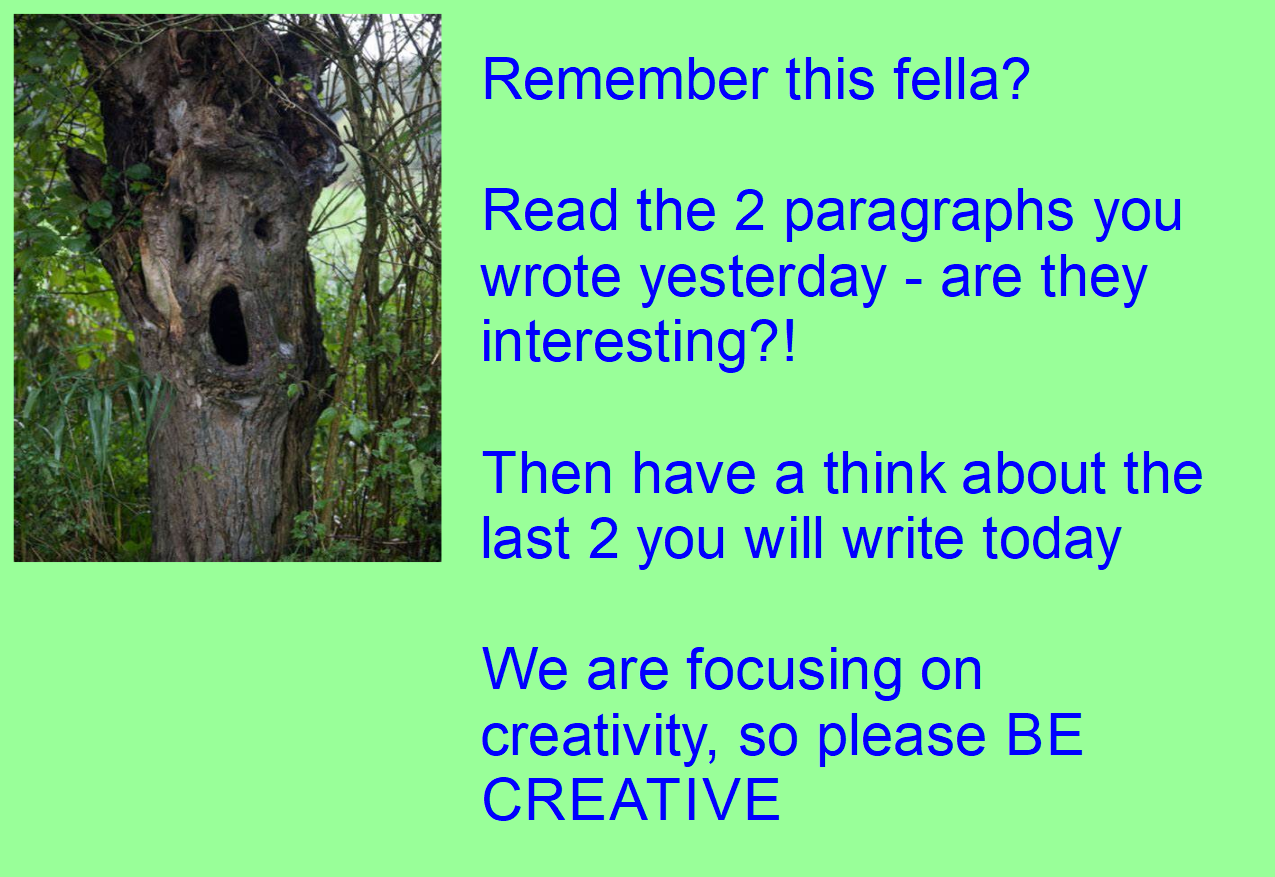 Remember this fella?
Read the 2 paragraphs you
wrote yesterday - are they
interesting?!
Then have a think about the
last 2 you will write today
We are focusing on
creativity, so please BE
CREATIVE